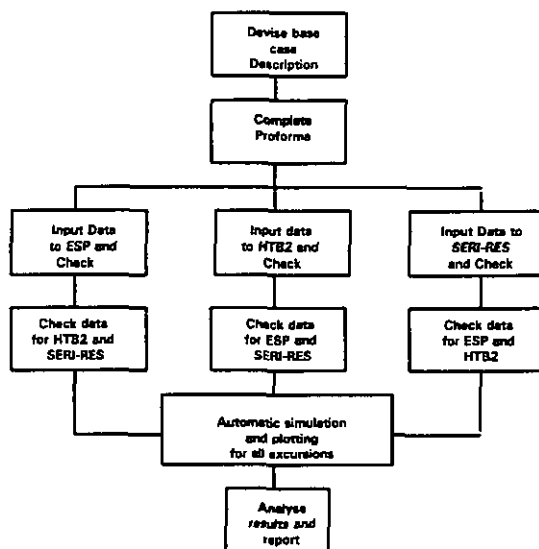 Devise base
case
Description
Complete
Proforma
Input Data
to ESP and
Check
Input data
to HTB2 and
Check
Input Data to
SERI-RES
and Check
Check data
for HTB2 and
SERI-RES
Check data
for ESP and
SERI-RES
Check data
for ESP and
HTB2
Automatic simulation
and plotting
for all excursions
Analyse
results and
report